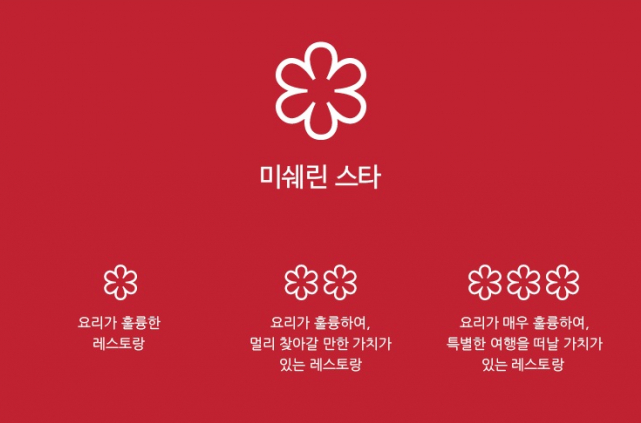 미쉐린 스타
요리가 훌륭한
레스토랑
요리가 훌륭하여,
멀리 찾아갈 만한 가치가
있는 레스토랑
요리가 매우 훌륭하여,
특별한 여행을 떠날 가치가
있는 레스토랑